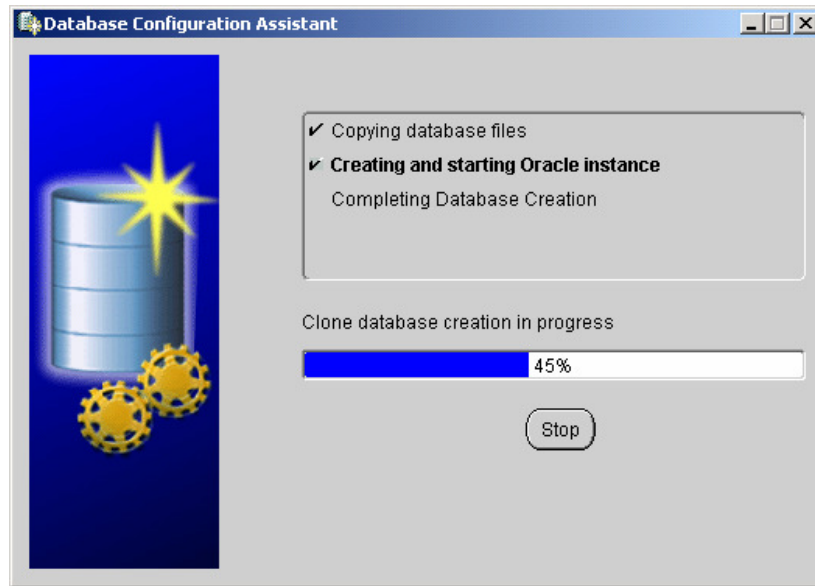 Database Configuration Assistant
Copying database files
Creating and starting Oracle instance
Completing Database Creation
Clone database creation in progress
45%
Stop